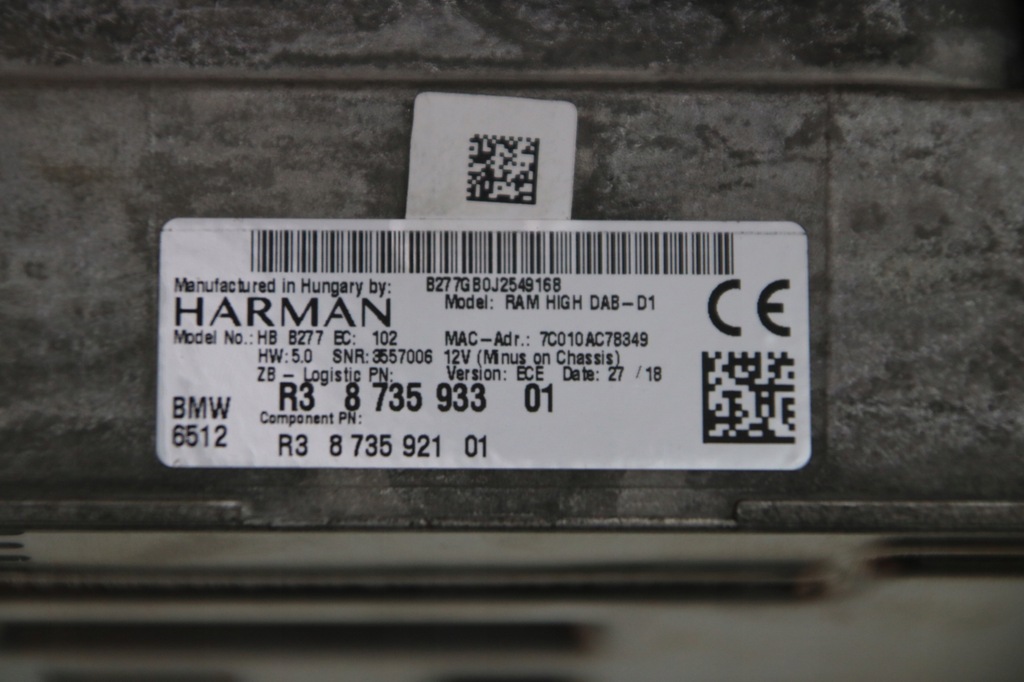 B277GB0J2549168
Manufactured in Hungary by:
HARMAN
Model: RAM HIGH DAB-D1
Model No.: HB B277 EC: 102
MAC-Adr.: 7C010AC78349
HW: 5.0 SNR: 3557006 12V (Minus on Chassis)
ZB - Logistic PN:
Version: ECE Date: 27 / 18
R3 8 735 933 01
BMW
6512
Component PN:
R3 8 735 921 01
CE